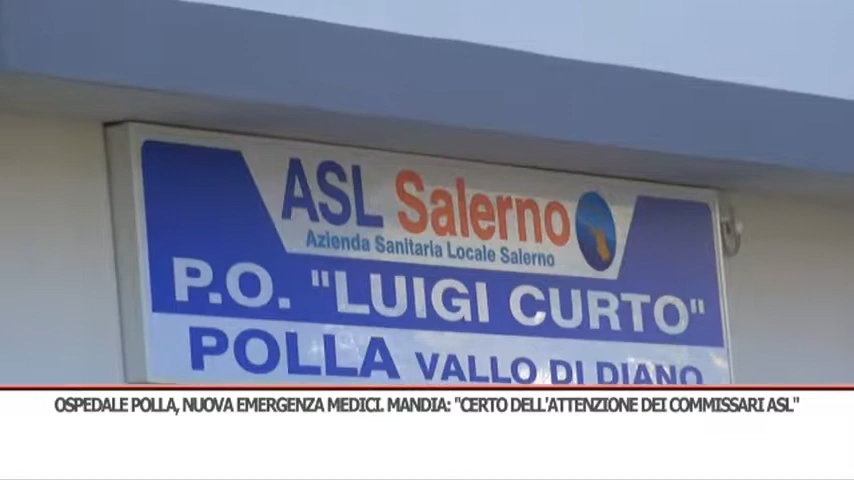 ASL Salerno
Azienda Sanitaria Locale Salerno
P.O. "LUIGI CURTO"
POLLA VALLO DI DIANO
OSPEDALE POLLA, NUOVA EMERGENZA MEDICI. MANDIA: "CERTO DELL'ATTENZIONE DEI COMMISSARI ASL"